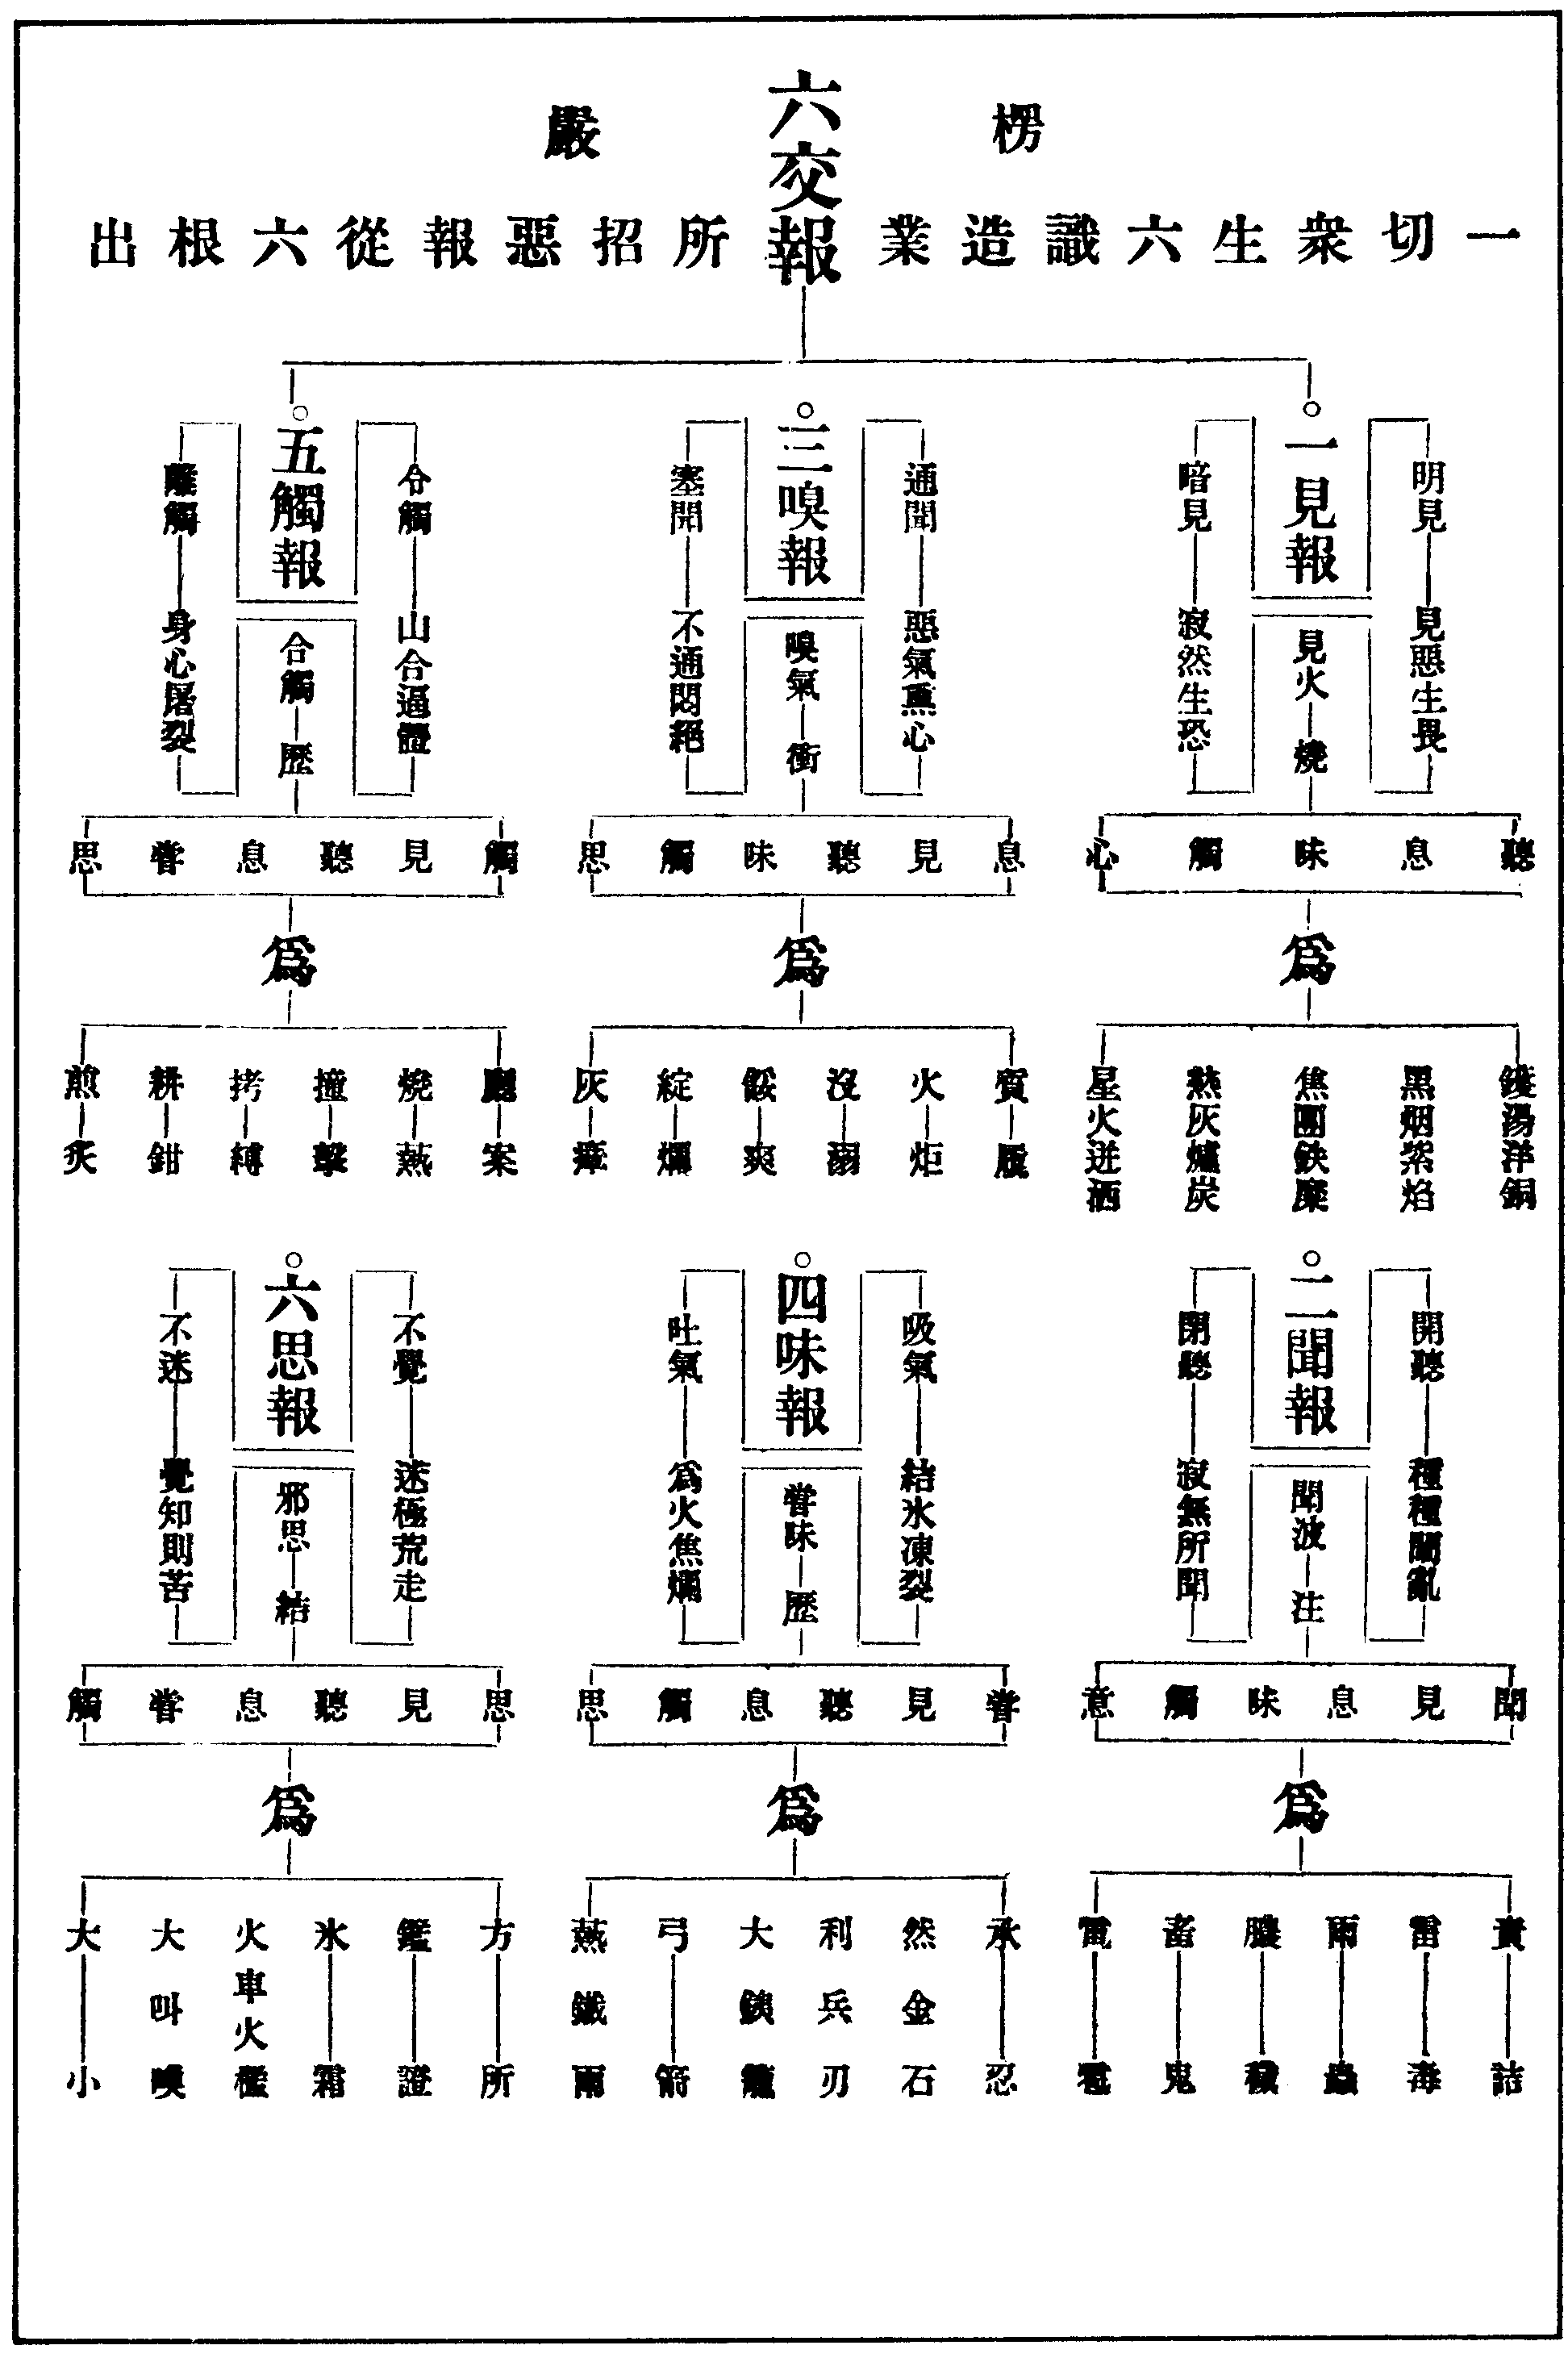 楞嚴
六交報
一切衆生六識造業所招惡報從六根出
一見報
明見
見惡生畏
暗見
寂然生恐
見火
燒
聽息味觸心
爲
鑊湯洋銅
黑烟紫焰
焦團鉄糜
熱灰爐炭
星火迸洒
二聞報
開聽
種種鬧亂
閉聽
寂無所聞
聞波
注
聞見息味觸意
爲
責詰
雷毒
雨蟲
膿穢
畜鬼
電雹
三嗅報
通聞
惡氣熏心
塞聞
不通悶絕
嗅氣
衝
息見聽味觸思
爲
質履
火炬
沒溺
餒爽
綻爛
灰瘴
四味報
吸氣
結氷凍裂
吐氣
爲火焦爛
嘗味
歷
嘗見聽息觸思
爲
承忍
然金石
利兵刃
大鉄籠
弓箭
𤍠鐵雨
五觸報
合觸
山合逼體
離觸
身心屠裂
合觸
歷
觸見聽息嘗思
爲
廳案
燒爇
撞擊
拷縛
耕鉗
煎炙
六思報
不覺
迷極荒走
不迷
覺知則苦
邪思
結
思見聽息嘗觸
爲
方所
鑑證
氷霜
火車火檻
大叫喚
大小